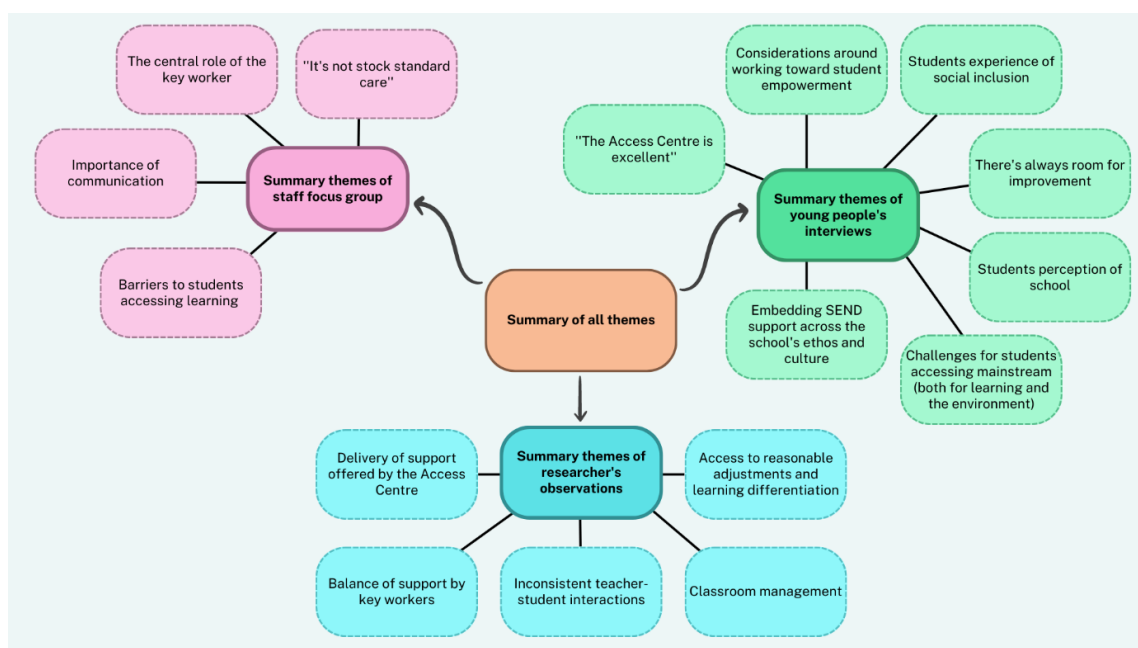 The central role of the
key worker
"It's not stock standard
care"
Importance of
communication
Summary themes of
staff focus group
Barriers to students
accessing learning
Considerations around
working toward student
empowerment
Students experience of
social inclusion
"The Access Centre is
excellent"
There's always room for
improvement
Summary themes of
young people's
interviews
Students perception of
school
Embedding SEND
support across the
school's ethos and
culture
Challenges for students
accessing mainstream
(both for learning and
the environment)
Summary of all themes
Delivery of support
offered by the Access
Centre
Summary themes of
researcher's
observations
Access to reasonable
adjustments and
learning differentiation
Balance of support by
key workers
Inconsistent teacher-
student interactions
Classroom management